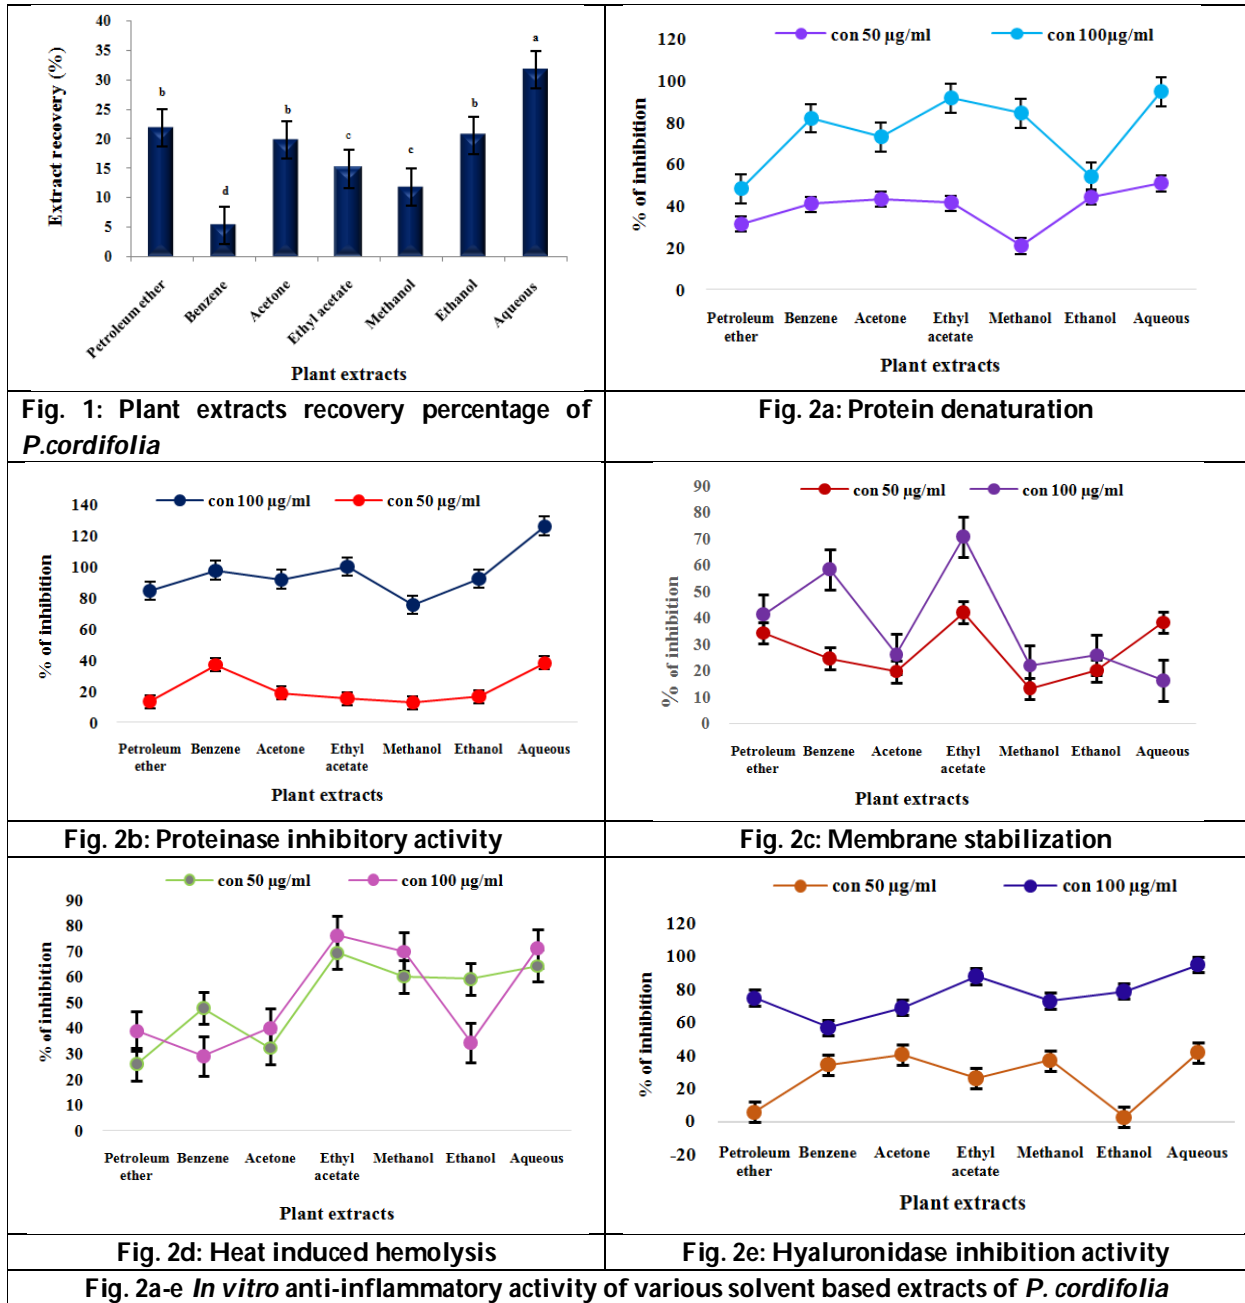 40
35
30
25
20
15
10
5
0
Extract recovery (%)
b
d
b
c
c
b
a
Petroleum ether
Benzene
Acetone
Ethyl acetate
Methanol
Ethanol
Aqueous
Plant extracts
Fig. 1: Plant extracts recovery percentage of
P.cordifolia
con 50 µg/ml
con 100µg/ml
120
100
80
60
40
20
0
% of inhibition
Petroleum
ether
Benzene
Acetone
Ethyl
acetate
Methanol
Ethanol
Aqueous
Plant extracts
Fig. 2a: Protein denaturation
con 100 µg/ml
con 50 µg/ml
140
120
100
80
60
40
20
0
% of inhibition
Petroleum
ether
Benzene
Acetone
Ethyl
acetate
Methanol
Ethanol
Aqueous
Plant extracts
Fig. 2b: Proteinase inhibitory activity
con 50 µg/ml
con 100 µg/ml
90
80
70
60
50
40
30
20
10
0
% of inhibition
Petroleum
ether
Benzene
Acetone
Ethyl
acetate
Methanol
Ethanol
Aqueous
Plant extracts
Fig. 2c: Membrane stabilization
con 50 µg/ml
con 100 µg/ml
90
80
70
60
50
40
30
20
10
0
% of inhibition
Petroleum
ether
Benzene
Acetone
Ethyl
acetate
Methanol
Ethanol
Aqueous
Plant extracts
Fig. 2d: Heat induced hemolysis
con 50 µg/ml
con 100 µg/ml
120
100
80
60
40
20
0
-20
% of inhibition
Petroleum
ether
Benzene
Acetone
Ethyl
acetate
Methanol
Ethanol
Aqueous
Plant extracts
Fig. 2e: Hyaluronidase inhibition activity
Fig. 2a-e In vitro anti-inflammatory activity of various solvent based extracts of P. cordifolia